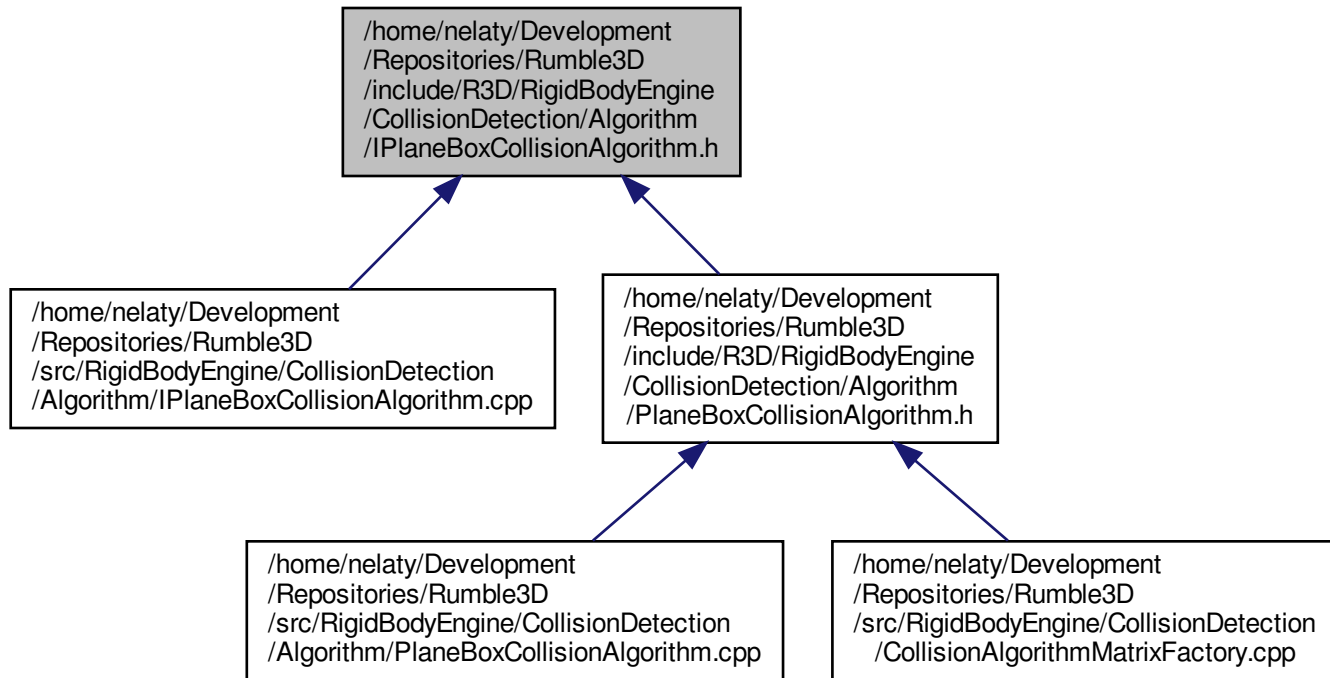 /home/nelaty/Development
/Repositories/Rumble3D
/include/R3D/RigidBodyEngine
/CollisionDetection/Algorithm
/IPlaneBoxCollisionAlgorithm.h
/home/nelaty/Development
/Repositories/Rumble3D
/src/RigidBodyEngine/CollisionDetection
/Algorithm/IPlaneBoxCollisionAlgorithm.cpp
/home/nelaty/Development
/Repositories/Rumble3D
/include/R3D/RigidBodyEngine
/CollisionDetection/Algorithm
/PlaneBoxCollisionAlgorithm.h
/home/nelaty/Development
/Repositories/Rumble3D
/src/RigidBodyEngine/CollisionDetection
/Algorithm/PlaneBoxCollisionAlgorithm.cpp
/home/nelaty/Development
/Repositories/Rumble3D
/src/RigidBodyEngine/CollisionDetection
/CollisionAlgorithmMatrixFactory.cpp